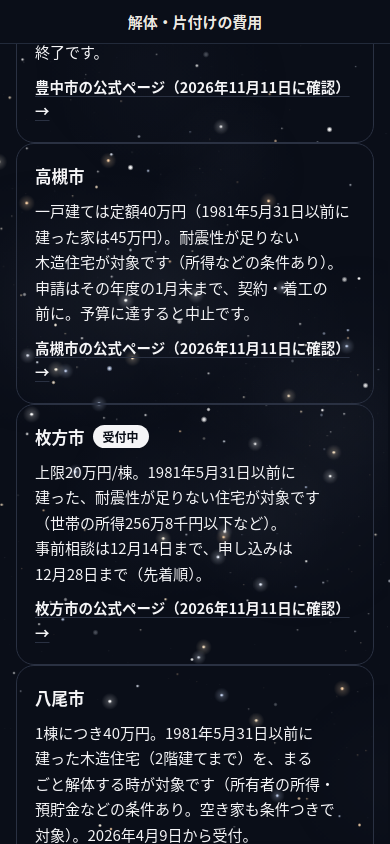 解体・片付けの費用
終了です。
豊中市の公式ページ（2026年11月11日に確認）
→
高槻市
一戸建ては定額40万円（1981年5月31日以前に
建った家は45万円）。耐震性が足りない
木造住宅が対象です（所得などの条件あり）。
申請はその年度の1月末まで、契約・着工の
前に。予算に達すると中止です。
高槻市の公式ページ（2026年11月11日に確認）
→
枚方市 受付中
上限20万円/棟。1981年5月31日以前に
建った、耐震性が足りない住宅が対象です
（世帯の所得256万8千円以下など）。
事前相談は12月14日まで、申し込みは
12月28日まで（先着順）。
枚方市の公式ページ（2026年11月11日に確認）
→
八尾市
1棟につき40万円。1981年5月31日以前に
建った木造住宅（2階建てまで）を、まる
ごと解体する時が対象です（所有者の所得・
預貯金などの条件あり。空き家も条件つきで
対象）。2026年4月9日から受付。